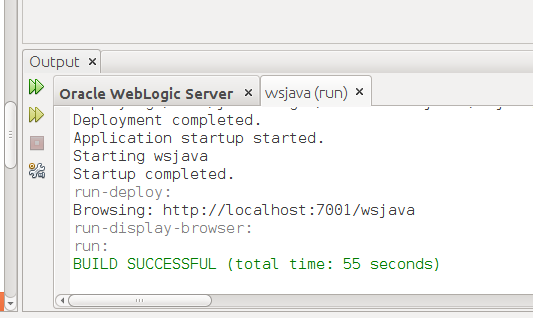 Output
Oracle WebLogic Server
wsjava (run)
Deployment completed.
Application startup started.
Starting wsjava
Startup completed.
run-deploy:
Browsing: http://localhost:7001/wsjava
run-display-browser:
run:
BUILD SUCCESSFUL (total time: 55 seconds)